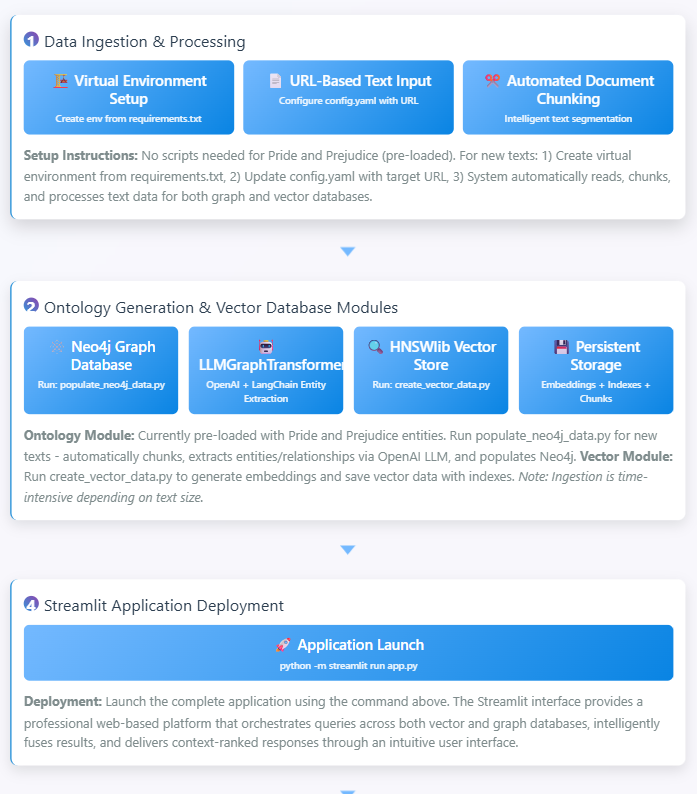 1 Data Ingestion & Processing
Virtual Environment
Setup
Create env from requirements.txt
URL-Based Text Input
Configure config.yaml with URL
Automated Document
Chunking
Intelligent text segmentation
Setup Instructions: No scripts needed for Pride and Prejudice (pre-loaded). For new texts: 1) Create virtual
environment from requirements.txt, 2) Update config.yaml with target URL, 3) System automatically reads, chunks,
and processes text data for both graph and vector databases.
2 Ontology Generation & Vector Database Modules
Neo4j Graph
Database
Run: populate_neo4j_data.py
LLMGraphTransformer
OpenAI + LangChain Entity
Extraction
HNSWlib Vector
Store
Run: create_vector_data.py
Persistent
Storage
Embeddings + Indexes +
Chunks
Ontology Module: Currently pre-loaded with Pride and Prejudice entities. Run populate_neo4j_data.py for new
texts - automatically chunks, extracts entities/relationships via OpenAI LLM, and populates Neo4j. Vector Module:
Run create_vector_data.py to generate embeddings and save vector data with indexes. Note: Ingestion is time-
intensive depending on text size.
4 Streamlit Application Deployment
Application Launch
python -m streamlit run app.py
Deployment: Launch the complete application using the command above. The Streamlit interface provides a
professional web-based platform that orchestrates queries across both vector and graph databases, intelligently
fuses results, and delivers context-ranked responses through an intuitive user interface.